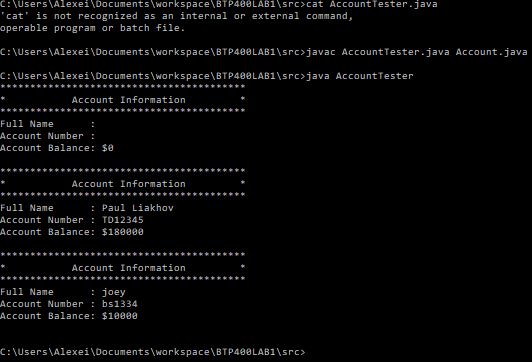 C:\Users\Alexei\Documents\workspace\BTP400LAB1\src>cat AccountTester.java
'cat' is not recognized as an internal or external command,
operable program or batch file.
C:\Users\Alexei\Documents\workspace\BTP400LAB1\src>javac AccountTester.java Account.java
C:\Users\Alexei\Documents\workspace\BTP400LAB1\src>java AccountTester
****************************************
* Account Information *
****************************************
Full Name :
Account Number :
Account Balance: $0
****************************************
* Account Information *
****************************************
Full Name : Paul Liakhov
Account Number : TD12345
Account Balance: $180000
****************************************
* Account Information *
****************************************
Full Name : joey
Account Number : bs1334
Account Balance: $10000
C:\Users\Alexei\Documents\workspace\BTP400LAB1\src>